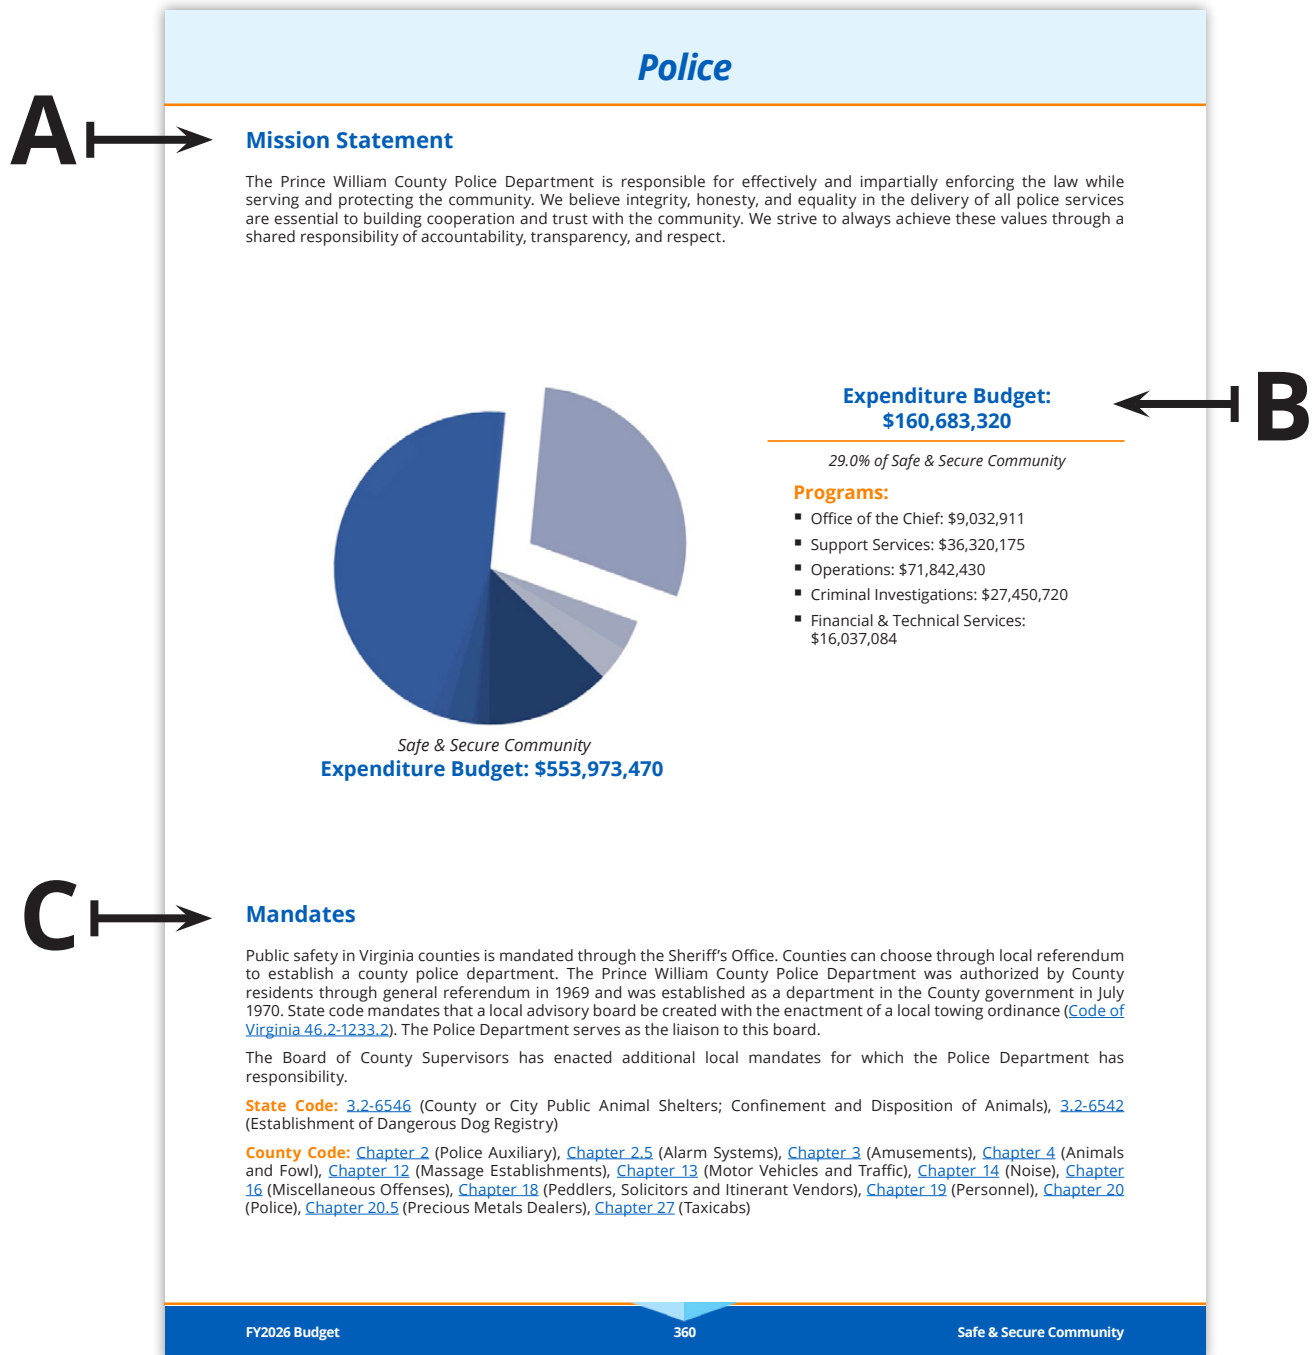 Police
A
Mission Statement
The Prince William County Police Department is responsible for effectively and impartially enforcing the law while
serving and protecting the community. We believe integrity, honesty, and equality in the delivery of all police services
are essential to building cooperation and trust with the community. We strive to always achieve these values through a
shared responsibility of accountability, transparency, and respect.
B
Expenditure Budget:
$160,683,320
29.0% of Safe & Secure Community
Programs:
▪ Office of the Chief: $9,032,911
▪ Support Services: $36,320,175
▪ Operations: $71,842,430
▪ Criminal Investigations: $27,450,720
▪ Financial & Technical Services:
$16,037,084
Safe & Secure Community
Expenditure Budget: $553,973,470
C
Mandates
Public safety in Virginia counties is mandated through the Sheriff's Office. Counties can choose through local referendum
to establish a county police department. The Prince William County Police Department was authorized by County
residents through general referendum in 1969 and was established as a department in the County government in July
1970. State code mandates that a local advisory board be created with the enactment of a local towing ordinance (Code of
Virginia 46.2-1233.2). The Police Department serves as the liaison to this board.
The Board of County Supervisors has enacted additional local mandates for which the Police Department has
responsibility.
State Code: 3.2-6546 (County or City Public Animal Shelters; Confinement and Disposition of Animals), 3.2-6542
(Establishment of Dangerous Dog Registry)
County Code: Chapter 2 (Police Auxiliary), Chapter 2.5 (Alarm Systems), Chapter 3 (Amusements), Chapter 4 (Animals
and Fowl), Chapter 12 (Massage Establishments), Chapter 13 (Motor Vehicles and Traffic), Chapter 14 (Noise), Chapter
16 (Miscellaneous Offenses), Chapter 18 (Peddlers, Solicitors and Itinerant Vendors), Chapter 19 (Personnel), Chapter 20
(Police), Chapter 20.5 (Precious Metals Dealers), Chapter 27 (Taxicabs)
FY2026 Budget
360
Safe & Secure Community